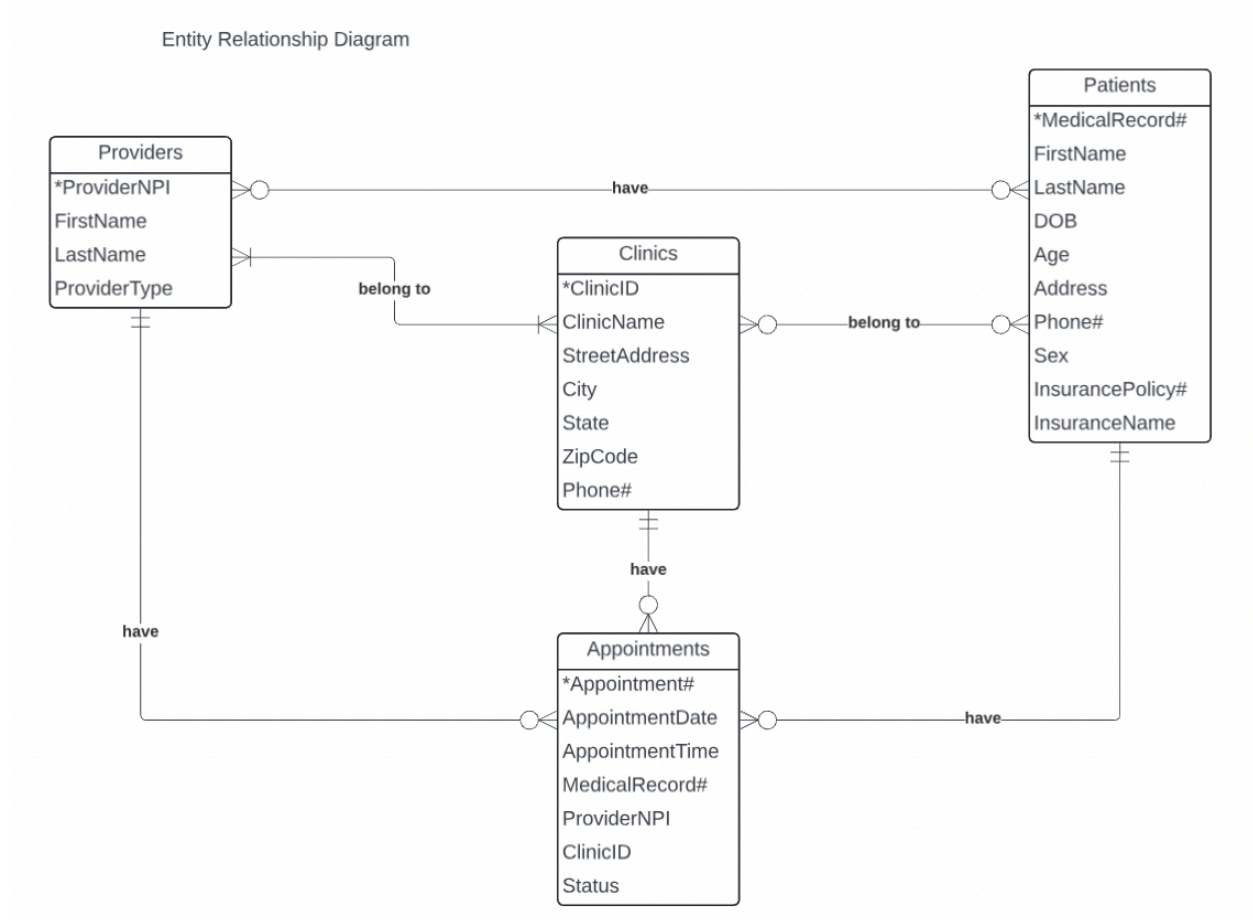 Entity Relationship Diagram
Providers
*ProviderNPI
FirstName
LastName
ProviderType
have
belong to
Clinics
*ClinicID
ClinicName
StreetAddress
City
State
ZipCode
Phone#
belong to
Patients
*MedicalRecord#
FirstName
LastName
DOB
Age
Address
Phone#
Sex
InsurancePolicy#
InsuranceName
have
have
have
Appointments
*Appointment#
AppointmentDate
AppointmentTime
MedicalRecord#
ProviderNPI
ClinicID
Status